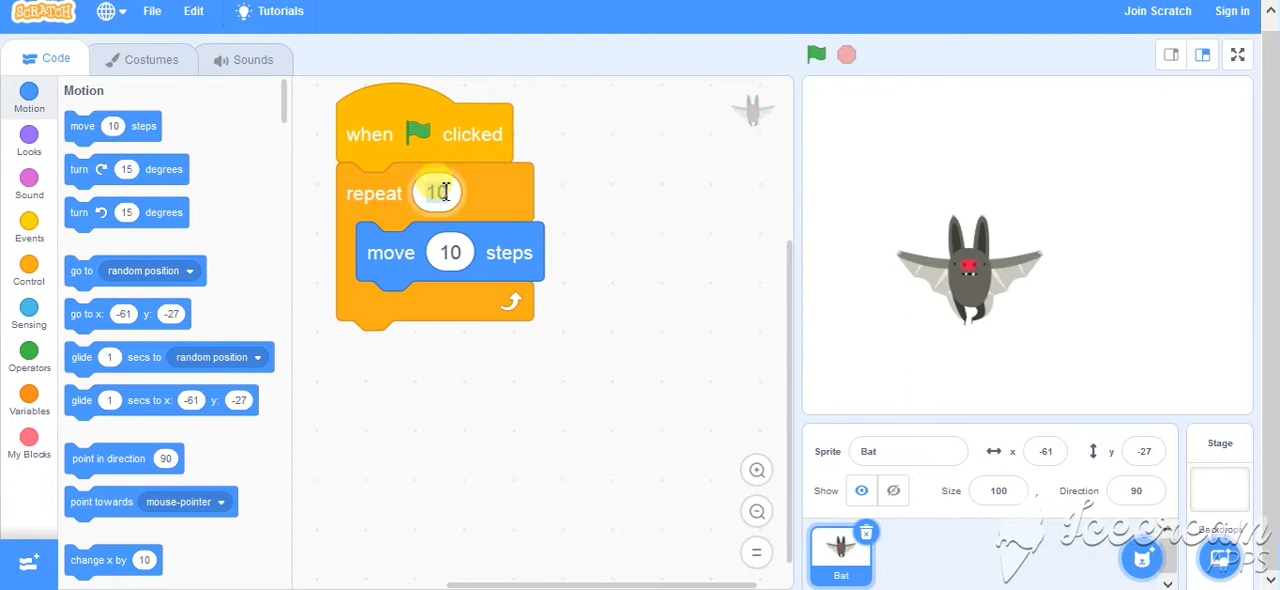 SCRATCH File Edit Tutorials Join Scratch Sign in
Code Costumes Sounds
Motion
Motion
Looks
Sound
Events
Control
Sensing
Operators
Variables
My Blocks
move 10 steps
turn 15 degrees
turn 15 degrees
go to random position
go to x: -61 y: -27
glide 1 secs to random position
glide 1 secs to x: -61 y: -27
point in direction 90
point towards mouse-pointer
change x by 10
when clicked
repeat 10
move 10 steps
Sprite Bat x -61 y -27
Show Size 100 Direction 90
Bat
Stage
Backdrops
Icecream
APPS